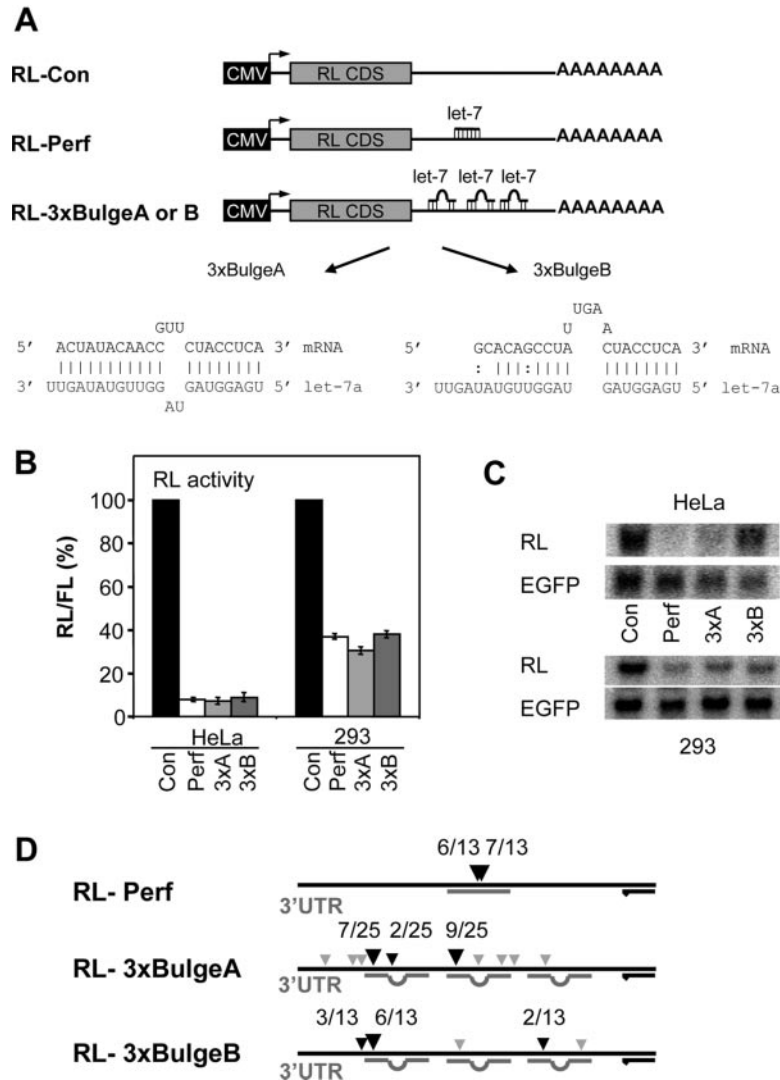 A
RL-Con CMV RL CDS AAAAAAAA
let-7
RL-Perf CMV RL CDS AAAAAAAA
let-7 let-7 let-7
RL-3xBulgeA or B CMV RL CDS AAAAAAAA
3xBulgeA 3xBulgeB
UGA
GUU U A
5' ACUAUACAACC CUACCUCA 3' mRNA 5' GCACAGCCUA CUACCUCA 3' mRNA
3' UUGAUAUGUUGG GAUGGAGU 5' let-7a 3' UUGAUAUGUUGGAU GAUGGAGU 5' let-7a
AU
B
RL activity
RL/FL (%)
100
80
60
40
20
0
HeLa 293
Con Perf 3xA 3xB Con Perf 3xA 3xB
C
HeLa
RL
EGFP
Con Perf 3xA 3xB
RL
EGFP
293
D
6/13 7/13
RL- Perf
3'UTR
7/25 2/25 9/25
RL- 3xBulgeA
3'UTR
3/13 6/13 2/13
RL- 3xBulgeB
3'UTR